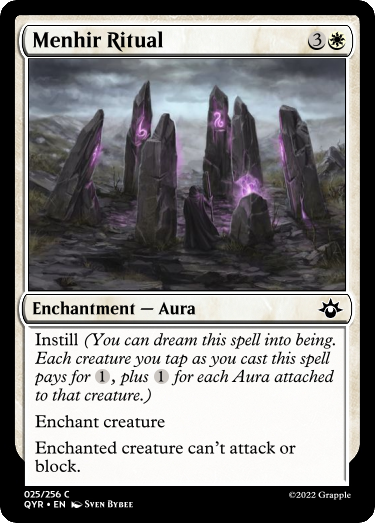 Menhir Ritual 3
Enchantment — Aura
Instill (You can dream this spell into being.
Each creature you tap as you cast this spell
pays for 1, plus 1 for each Aura attached
to that creature.)
Enchant creature
Enchanted creature can't attack or
block.
025/256 C
QYR • EN Sven Bybee
©2022 Grapple